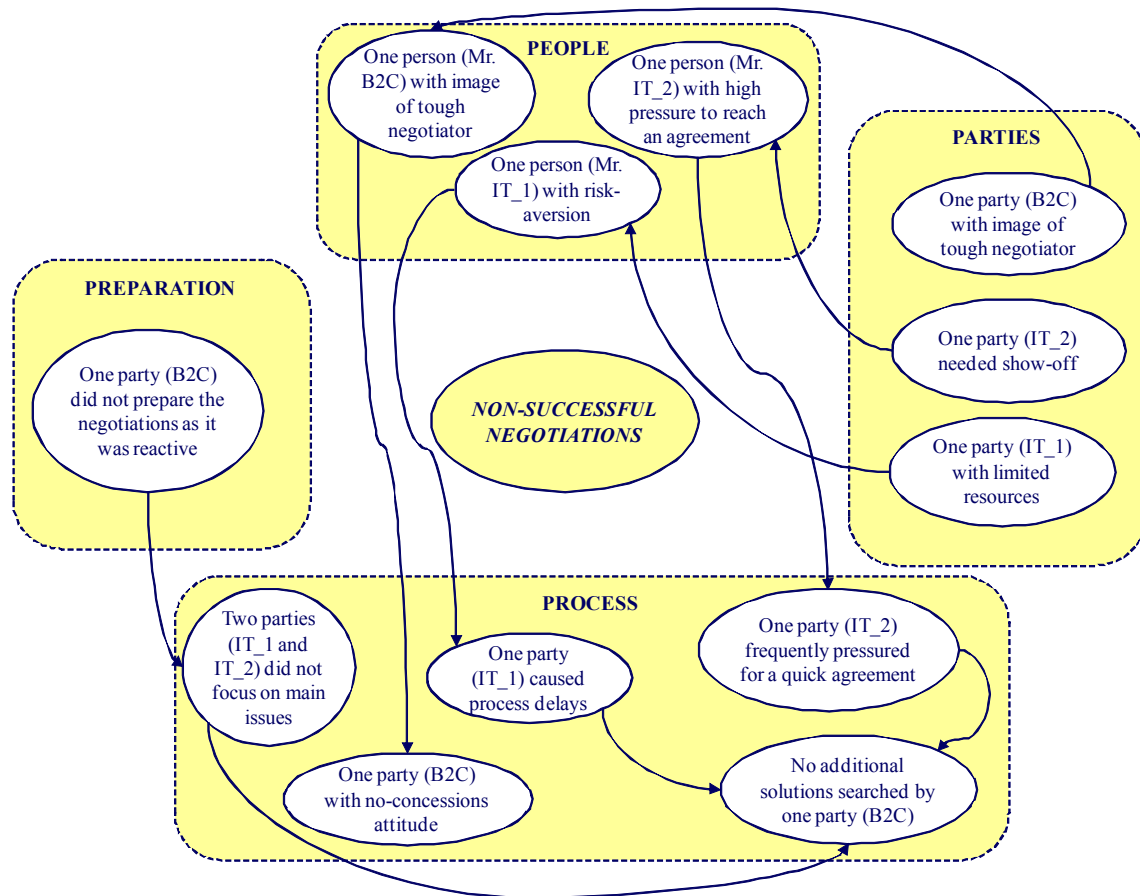 PEOPLE
One person (Mr.
B2C) with image
of tough
negotiator
One person (Mr.
IT_2) with high
pressure to reach
an agreement
One person (Mr.
IT_1) with risk-
aversion
PARTIES
One party (B2C)
with image of
tough negotiator
One party (IT_2)
needed show-off
One party (IT_1)
with limited
resources
PREPARATION
One party (B2C)
did not prepare the
negotiations as it
was reactive
NON-SUCCESSFUL
NEGOTIATIONS
PROCESS
Two parties
(IT_1 and
IT_2) did not
focus on main
issues
One party
(IT_1) caused
process delays
One party (IT_2)
frequently pressured
for a quick agreement
One party (B2C)
with no-concessions
attitude
No additional
solutions searched by
one party (B2C)